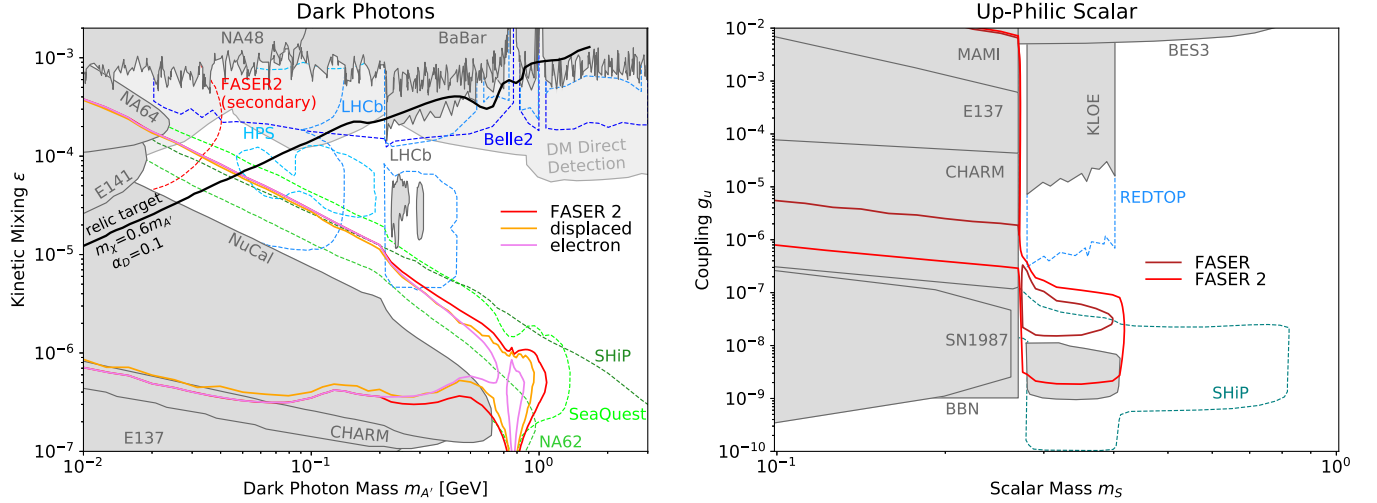 Dark Photons
NA48
BaBar
FASER2
(secondary)
LHCb
NA64
HPS
Belle2
DM Direct
Detection
LHCb
E141
relic target
mχ=0.6mA′
αD=0.1
NuCal
FASER 2
displaced
electron
SHiP
SeaQuest
NA62
CHARM
E137
10⁻³
10⁻⁴
10⁻⁵
10⁻⁶
10⁻⁷
Kinetic Mixing ε
10⁻²
10⁻¹
10⁰
Dark Photon Mass mA′ [GeV]
Up-Philic Scalar
MAMI
BES3
E137
KLOE
CHARM
REDTOP
FASER
FASER 2
SN1987
SHiP
BBN
10⁻²
10⁻³
10⁻⁴
10⁻⁵
10⁻⁶
10⁻⁷
10⁻⁸
10⁻⁹
10⁻¹⁰
Coupling gu
10⁻¹
10⁰
Scalar Mass mS